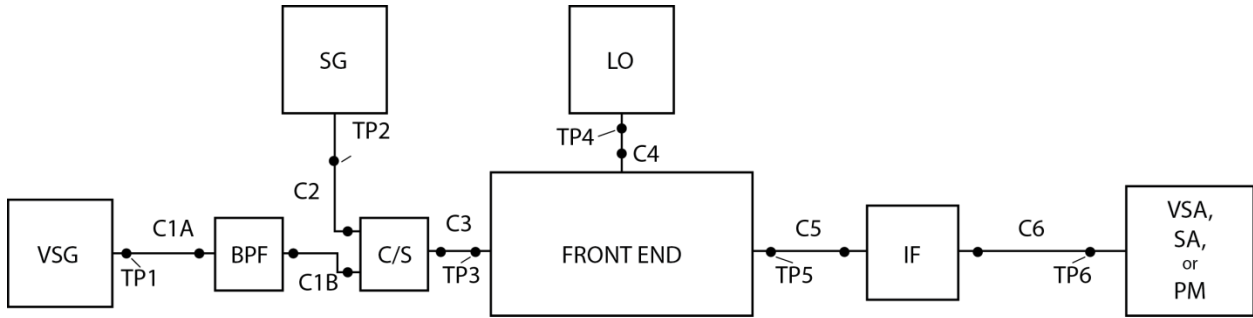 SG
LO
TP2
TP4
C4
C2
VSG
C1A
TP1
BPF
C1B
C/S
C3
TP3
FRONT END
C5
TP5
IF
C6
TP6
VSA,
SA,
or
PM